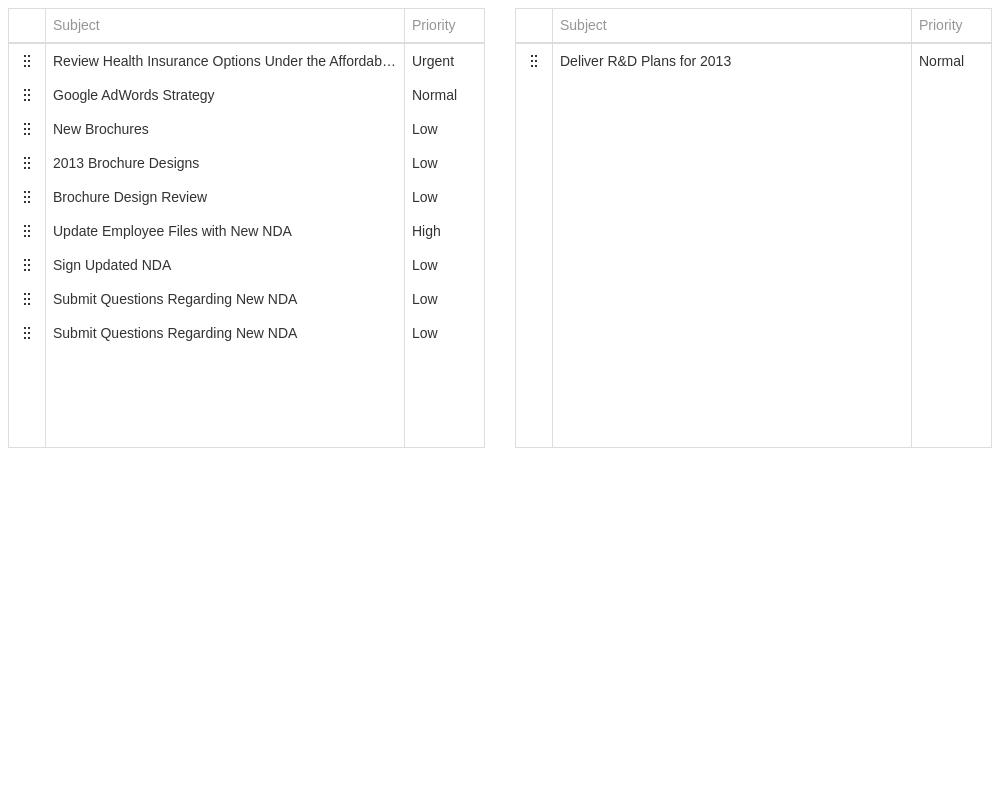 Subject Priority
Review Health Insurance Options Under the Affordab… Urgent
Google AdWords Strategy Normal
New Brochures Low
2013 Brochure Designs Low
Brochure Design Review Low
Update Employee Files with New NDA High
Sign Updated NDA Low
Submit Questions Regarding New NDA Low
Submit Questions Regarding New NDA Low
Subject Priority
Deliver R&D Plans for 2013 Normal